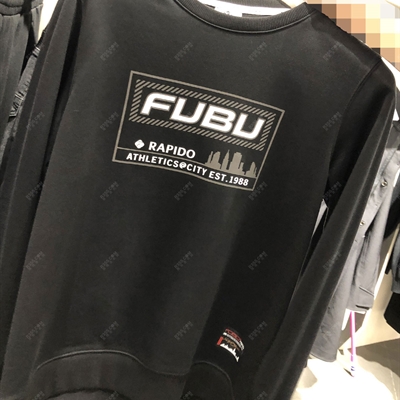 FUBU
RAPIDO
ATHLETICS@CITY EST. 1988